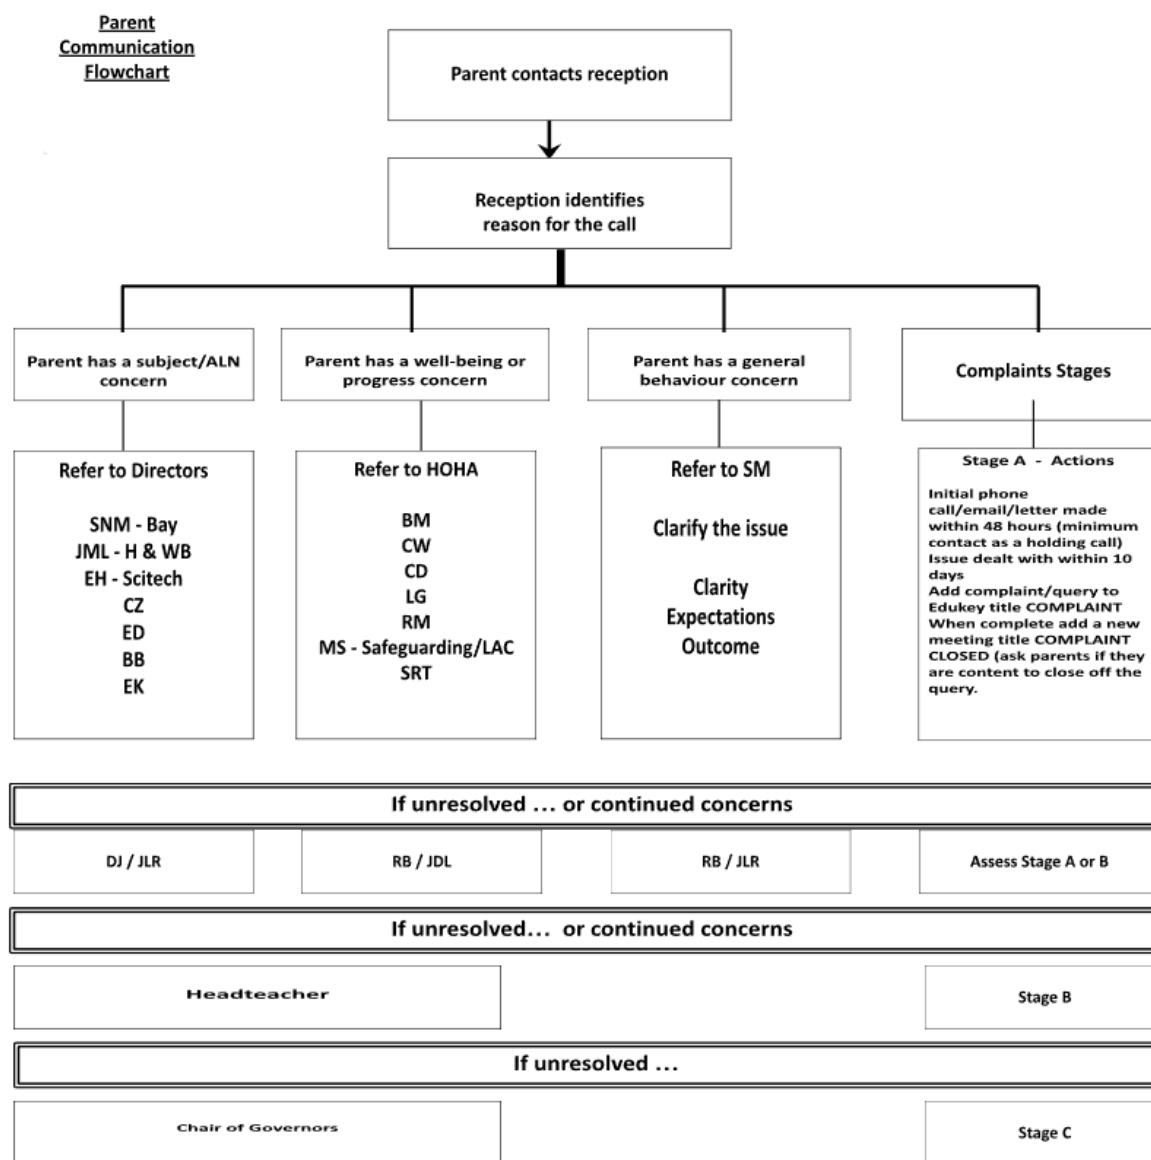 Parent
Communication
Flowchart
Parent contacts reception
Reception identifies
reason for the call
Parent has a subject/ALN
concern
Parent has a well-being or
progress concern
Parent has a general
behaviour concern
Complaints Stages
Refer to Directors
SNM - Bay
JML - H & WB
EH - Scitech
CZ
ED
BB
EK
Refer to HOHA
BM
CW
CD
LG
RM
MS - Safeguarding/LAC
SRT
Refer to SM
Clarify the issue
Clarity
Expectations
Outcome
Stage A - Actions
Initial phone
call/email/letter made
within 48 hours (minimum
contact as a holding call)
Issue dealt with within 10
days
Add complaint/query to
Edukey title COMPLAINT
When complete add a new
meeting title COMPLAINT
CLOSED (ask parents if they
are content to close off the
query.
If unresolved ... or continued concerns
DJ / JLR
RB / JDL
RB / JLR
Assess Stage A or B
If unresolved... or continued concerns
Headteacher
Stage B
If unresolved ...
Chair of Governors
Stage C